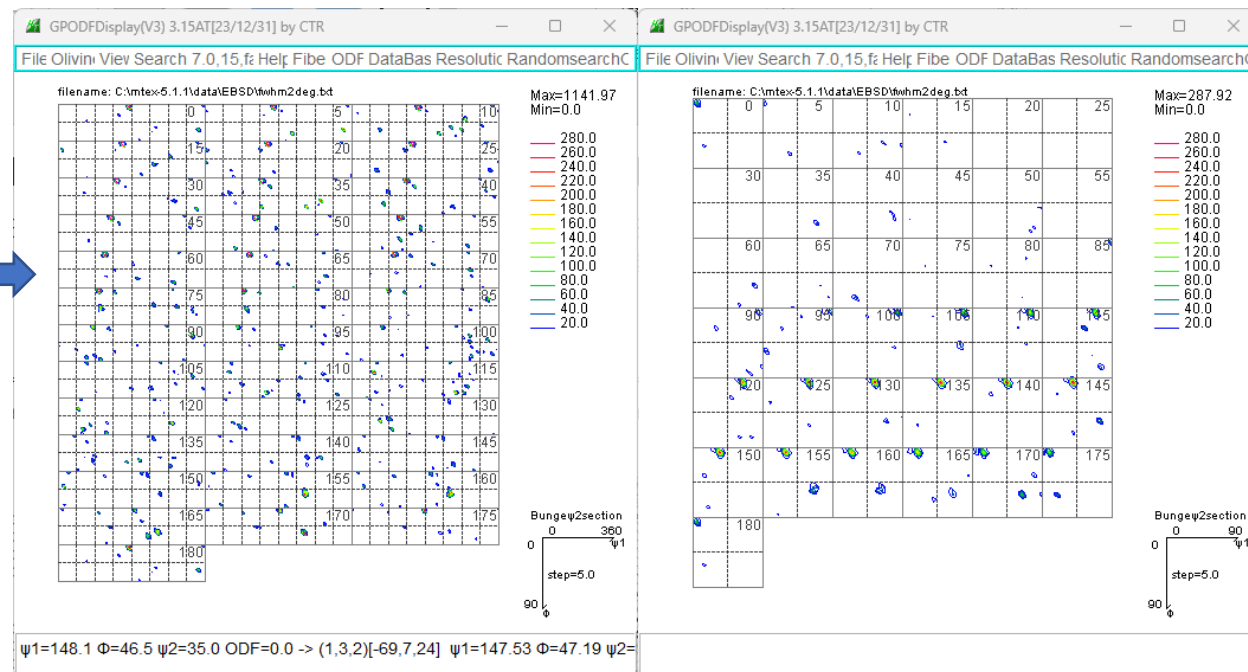 GPODFDisplay(V3) 3.15AT[23/12/31] by CTR
File Olivin View Search 7.0,15,fa Help Fibe ODF DataBas Resolutic RandomsearchC
filename: C:\mtex-5.1.1\data\EBSD\fwhm2deg.txt
Max=1141.97
Min=0.0
0 5 10
15 20 25
30 35 40
45 50 55
60 65 70
75 80 85
90 95 100
105 110 115
120 125 130
135 140 145
150 155 160
165 170 175
180
280.0
260.0
240.0
220.0
200.0
180.0
160.0
140.0
120.0
100.0
80.0
60.0
40.0
20.0
Bungeψ2section
0 360
0 ψ1
step=5.0
90
Φ
ψ1=148.1 Φ=46.5 ψ2=35.0 ODF=0.0 -> (1,3,2)[-69,7,24] ψ1=147.53 Φ=47.19 ψ2=
GPODFDisplay(V3) 3.15AT[23/12/31] by CTR
File Olivin View Search 7.0,15,fa Help Fibe ODF DataBas Resolutic Randomsearch
filename: C:\mtex-5.1.1\data\EBSD\fwhm2deg.txt
Max=287.92
Min=0.0
0 5 10 15 20 25
30 35 40 45 50 55
60 65 70 75 80 85
90 95 100 105 110 115
120 125 130 135 140 145
150 155 160 165 170 175
180
280.0
260.0
240.0
220.0
200.0
180.0
160.0
140.0
120.0
100.0
80.0
60.0
40.0
20.0
Bungeψ2section
0 90
0 ψ1
step=5.0
90
Φ